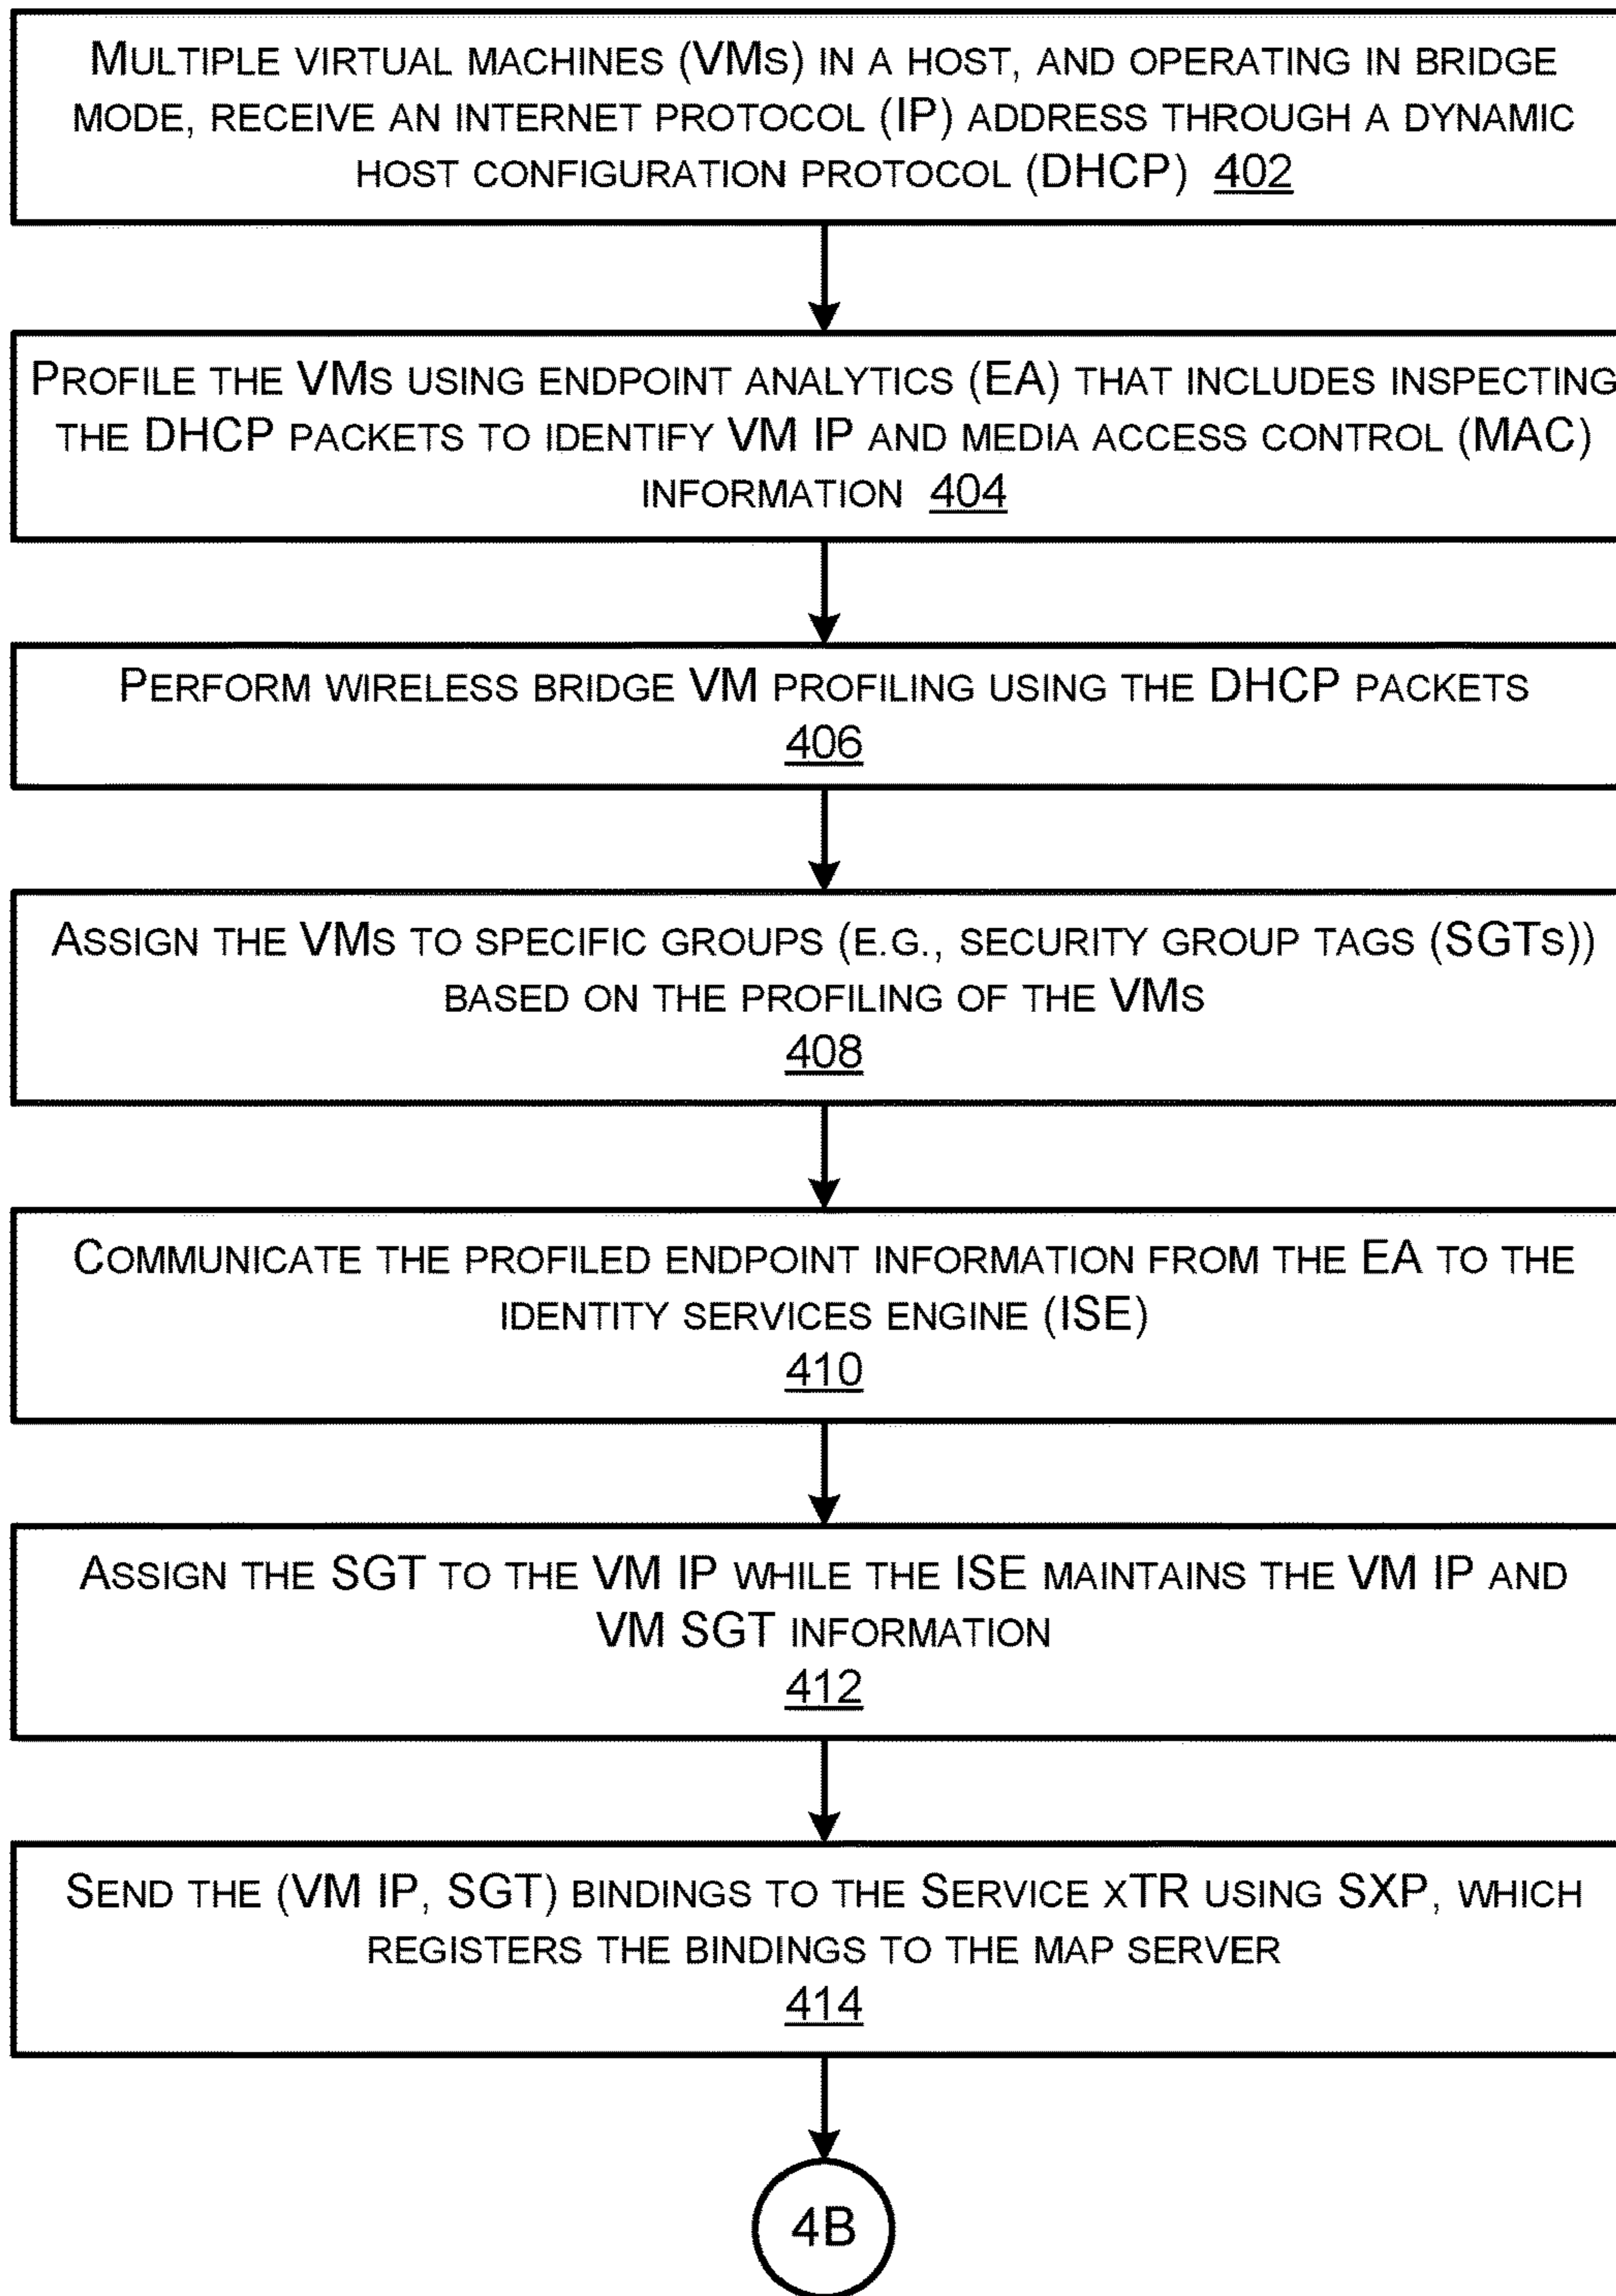 MULTIPLE VIRTUAL MACHINES (VMS) IN A HOST, AND OPERATING IN BRIDGE
MODE, RECEIVE AN INTERNET PROTOCOL (IP) ADDRESS THROUGH A DYNAMIC
HOST CONFIGURATION PROTOCOL (DHCP) 402
PROFILE THE VMS USING ENDPOINT ANALYTICS (EA) THAT INCLUDES INSPECTING
THE DHCP PACKETS TO IDENTIFY VM IP AND MEDIA ACCESS CONTROL (MAC)
INFORMATION 404
PERFORM WIRELESS BRIDGE VM PROFILING USING THE DHCP PACKETS
406
ASSIGN THE VMS TO SPECIFIC GROUPS (E.G., SECURITY GROUP TAGS (SGTS))
BASED ON THE PROFILING OF THE VMS
408
COMMUNICATE THE PROFILED ENDPOINT INFORMATION FROM THE EA TO THE
IDENTITY SERVICES ENGINE (ISE)
410
ASSIGN THE SGT TO THE VM IP WHILE THE ISE MAINTAINS THE VM IP AND
VM SGT INFORMATION
412
SEND THE (VM IP, SGT) BINDINGS TO THE SERVICE XTR USING SXP, WHICH
REGISTERS THE BINDINGS TO THE MAP SERVER
414
4B